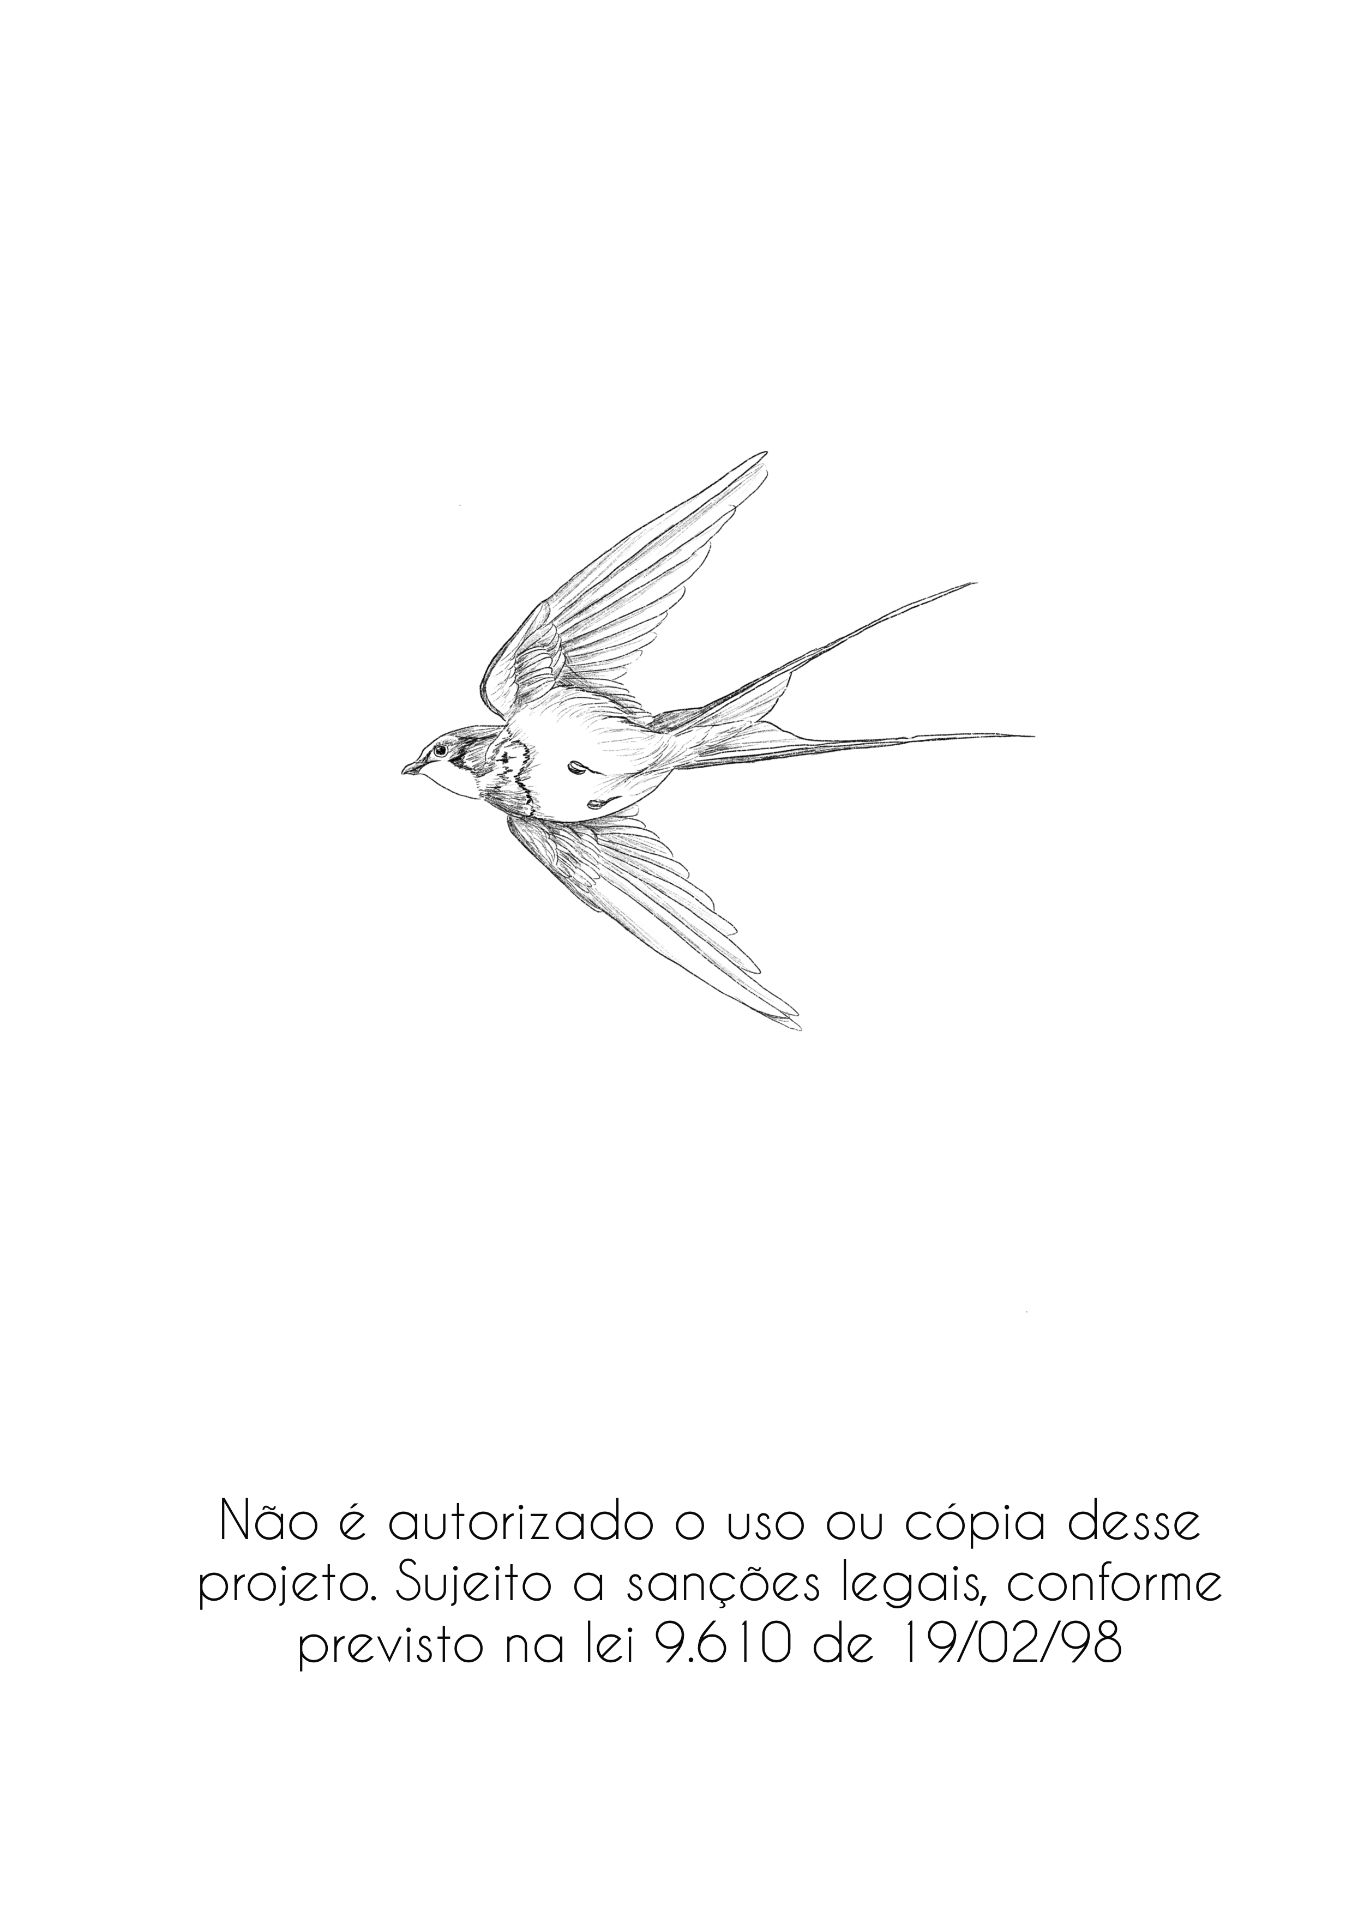 Não é autorizado o uso ou cópia desse
projeto. Sujeito a sanções legais, conforme
previsto na lei 9.610 de 19/02/98